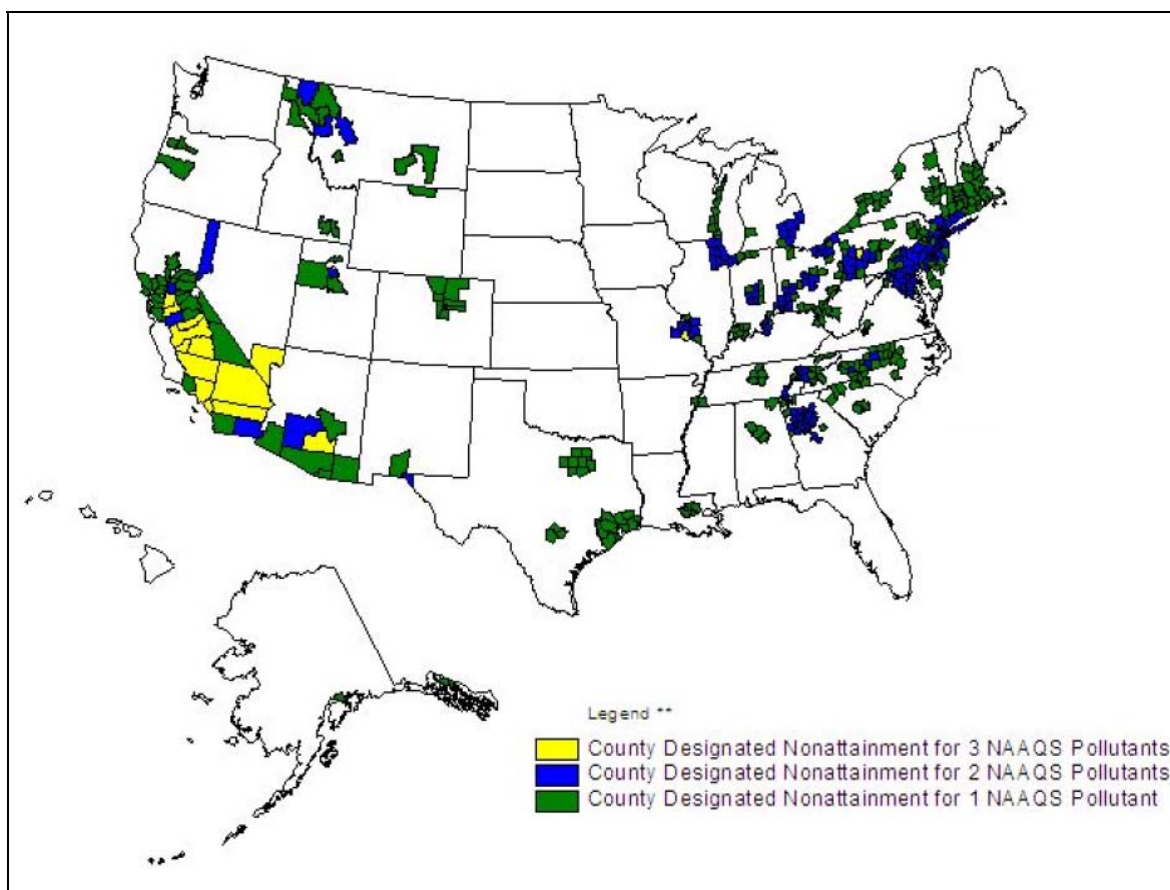 Legend **
County Designated Nonattainment for 3 NAAQS Pollutants
County Designated Nonattainment for 2 NAAQS Pollutants
County Designated Nonattainment for 1 NAAQS Pollutant